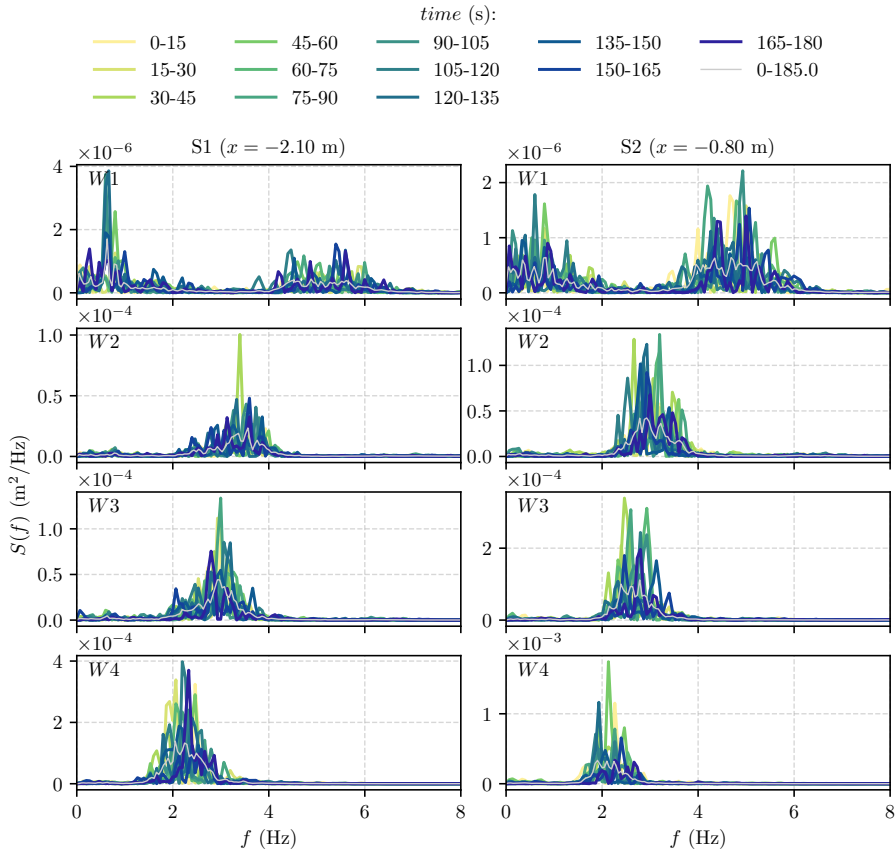 time (s):
0-15 45-60 90-105 135-150 165-180
15-30 60-75 105-120 150-165 0-185.0
30-45 75-90 120-135
S1 (x = −2.10 m) S2 (x = −0.80 m)
×10⁻⁶ ×10⁻⁶
W1 W1
4 2
2 1
0 0
×10⁻⁴ ×10⁻⁴
W2 W2
1.0 1.0
0.5 0.5
0.0 0.0
×10⁻⁴ ×10⁻⁴
W3 W3
1.0 2
0.5
0.0 0
×10⁻⁴ ×10⁻³
W4 W4
4 1
2
0 0
0 2 4 6 8 0 2 4 6 8
f (Hz) f (Hz)
S(f) (m²/Hz)